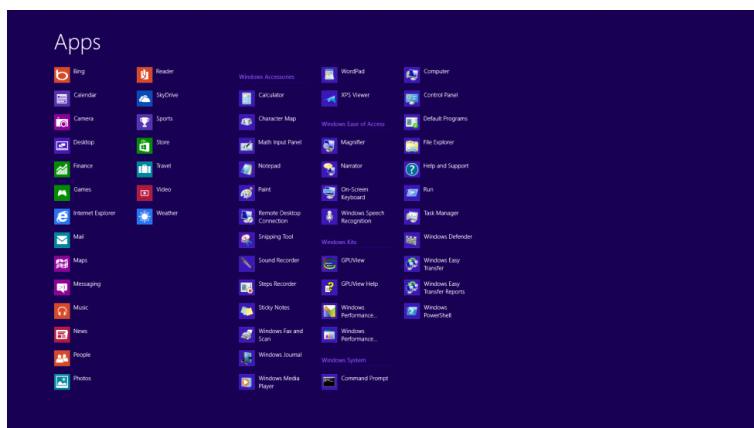 Apps
Bing
Calendar
Camera
Desktop
Finance
Games
Internet Explorer
Mail
Maps
Messaging
Music
News
People
Photos
Reader
SkyDrive
Sports
Store
Travel
Video
Weather
Windows Accessories
Calculator
Character Map
Math Input Panel
Notepad
Paint
Remote Desktop
Connection
Snipping Tool
Sound Recorder
Steps Recorder
Sticky Notes
Windows Fax and
Scan
Windows Journal
Windows Media
Player
WordPad
XPS Viewer
Windows Ease of Access
Magnifier
Narrator
On-Screen
Keyboard
Windows Speech
Recognition
Windows Kits
GPUView
GPUView Help
Windows
Performance...
Windows
Performance...
Windows System
Command Prompt
Computer
Control Panel
Default Programs
File Explorer
Help and Support
Run
Task Manager
Windows Defender
Windows Easy
Transfer
Windows Easy
Transfer Reports
Windows
PowerShell